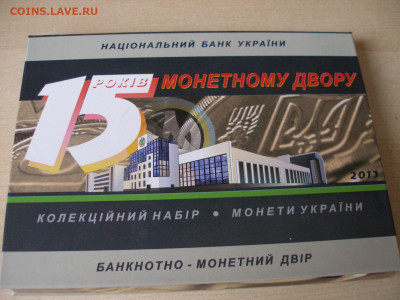 COINS.LAVE.RU
НАЦІОНАЛЬНИЙ БАНК УКРАЇНИ
15 РОКІВ МОНЕТНОМУ ДВОРУ
2013
КОЛЕКЦІЙНИЙ НАБІР • МОНЕТИ УКРАЇНИ
БАНКНОТНО - МОНЕТНИЙ ДВІР